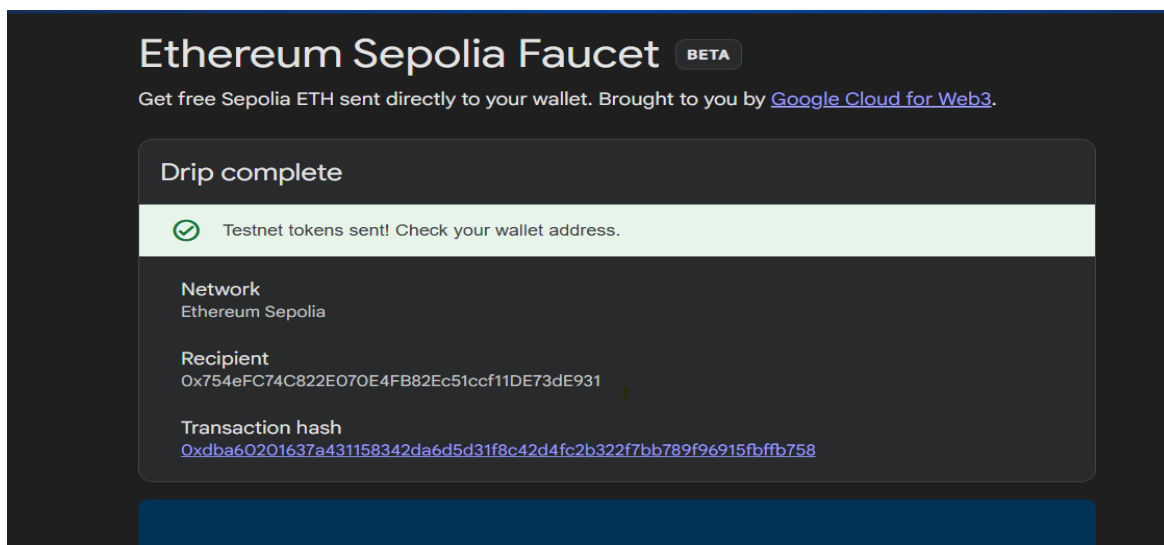 Ethereum Sepolia Faucet BETA
Get free Sepolia ETH sent directly to your wallet. Brought to you by Google Cloud for Web3.
Drip complete
Testnet tokens sent! Check your wallet address.
Network
Ethereum Sepolia
Recipient
0x754eFC74C822E070E4FB82Ec51ccf11DE73dE931
Transaction hash
0xdba60201637a431158342da6d5d31f8c42d4fc2b322f7bb789f96915fbffb758